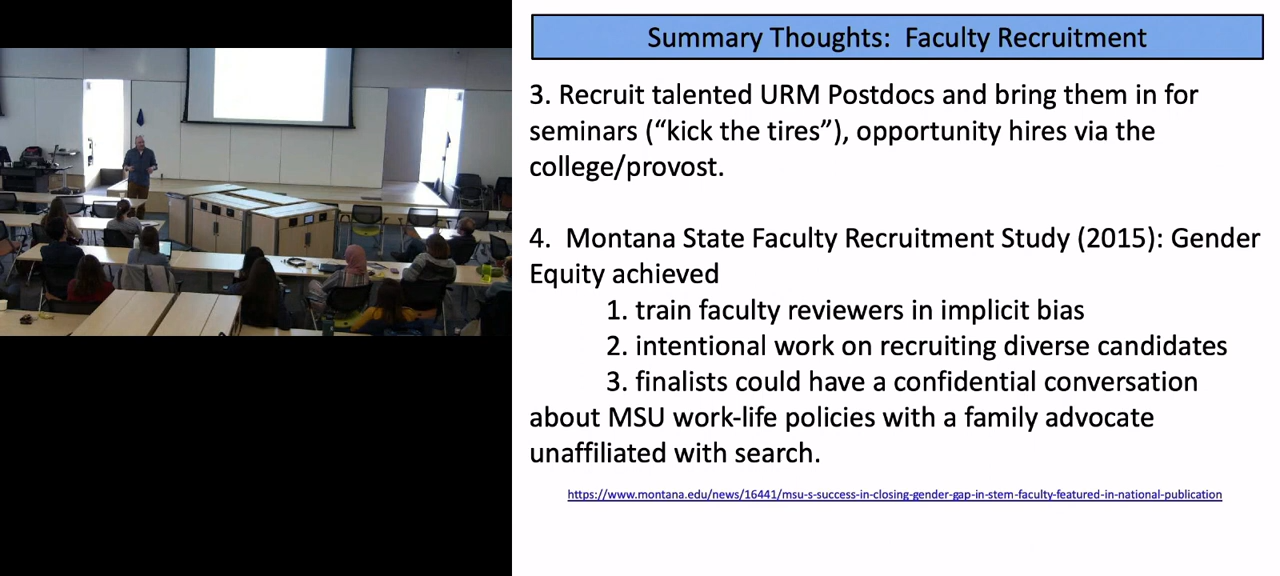 Summary Thoughts:  Faculty Recruitment
3. Recruit talented URM Postdocs and bring them in for
seminars (“kick the tires”), opportunity hires via the
college/provost.
4.  Montana State Faculty Recruitment Study (2015): Gender
Equity achieved
1. train faculty reviewers in implicit bias
2. intentional work on recruiting diverse candidates
3. finalists could have a confidential conversation
about MSU work-life policies with a family advocate
unaffiliated with search.
https://www.montana.edu/news/16441/msu-s-success-in-closing-gender-gap-in-stem-faculty-featured-in-national-publication